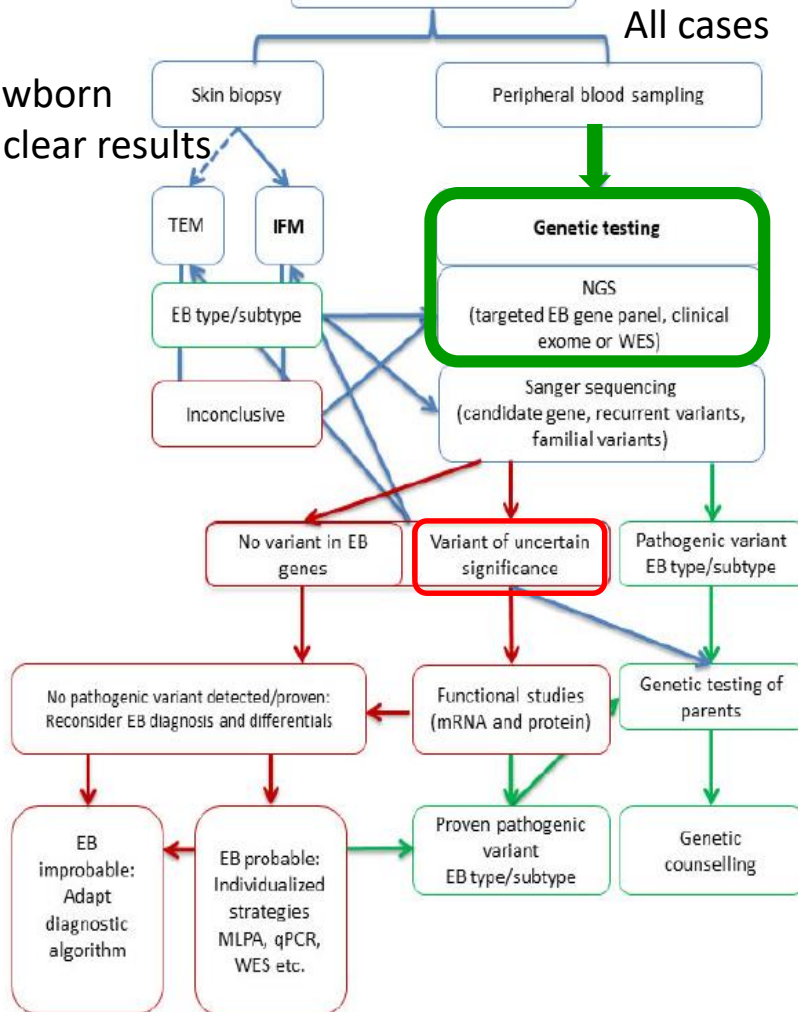 All cases
wborn
clear results
Skin biopsy
Peripheral blood sampling
TEM
IFM
Genetic testing
NGS
(targeted EB gene panel, clinical
exome or WES)
EB type/subtype
Inconclusive
Sanger sequencing
(candidate gene, recurrent variants,
familial variants)
No variant in EB
genes
Variant of uncertain
significance
Pathogenic variant
EB type/subtype
No pathogenic variant detected/proven:
Reconsider EB diagnosis and differentials
Functional studies
(mRNA and protein)
Genetic testing of
parents
EB
improbable:
Adapt
diagnostic
algorithm
EB probable:
Individualized
strategies
MLPA, qPCR,
WES etc.
Proven pathogenic
variant
EB type/subtype
Genetic
counselling